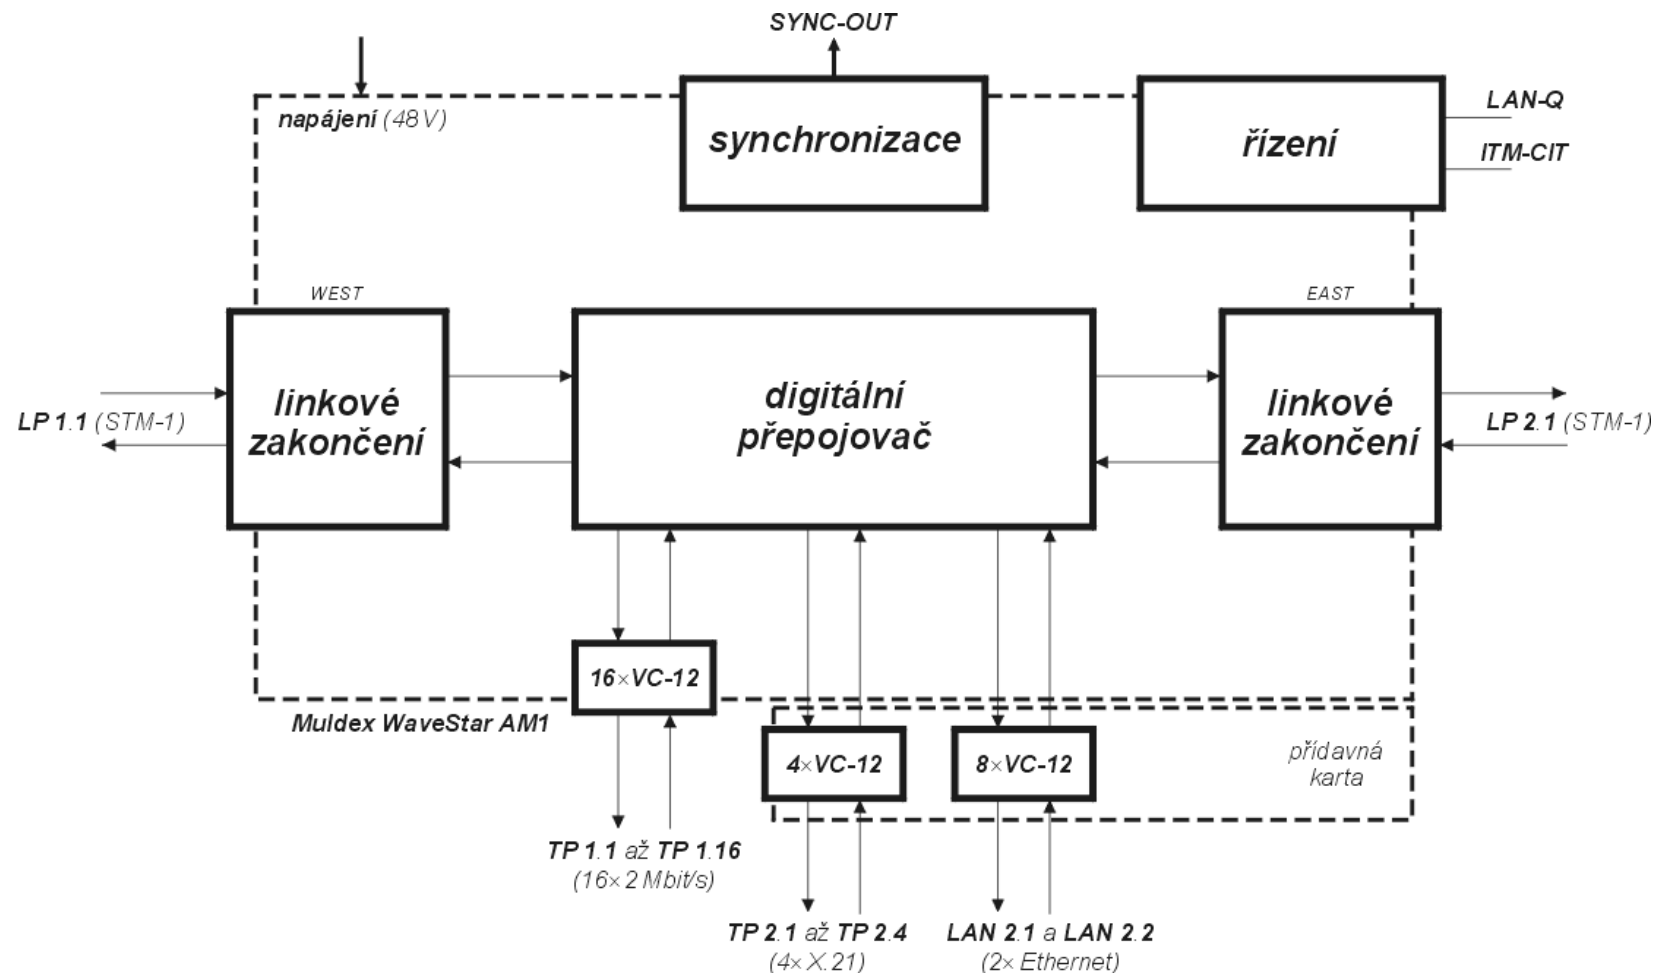 SYNC-OUT
napájení (48 V)
synchronizace
řízení
LAN-Q
ITM-CIT
WEST
EAST
linkové
zakončení
digitální
přepojovač
linkové
zakončení
LP 1.1 (STM-1)
LP 2.1 (STM-1)
16×VC-12
Muldex WaveStar AM1
4×VC-12
8×VC-12
přídavná
karta
TP 1.1 až TP 1.16
(16× 2 Mbit/s)
TP 2.1 až TP 2.4
(4× X.21)
LAN 2.1 a LAN 2.2
(2× Ethernet)